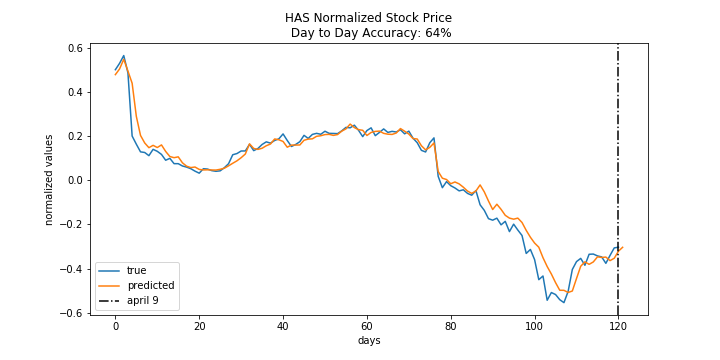 HAS Normalized Stock Price
Day to Day Accuracy: 64%
normalized values
0.6
0.4
0.2
0.0
−0.2
−0.4
−0.6
true
predicted
april 9
0
20
40
60
80
100
120
days